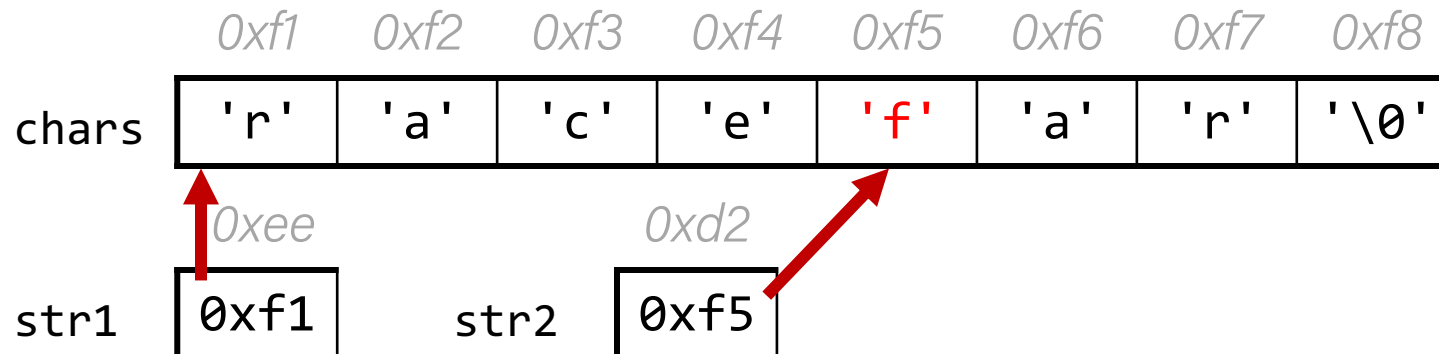 0xf1 0xf2 0xf3 0xf4 0xf5 0xf6 0xf7 0xf8
chars 'r' 'a' 'c' 'e' 'f' 'a' 'r' '\0'
0xee 0xd2
str1 0xf1 str2 0xf5